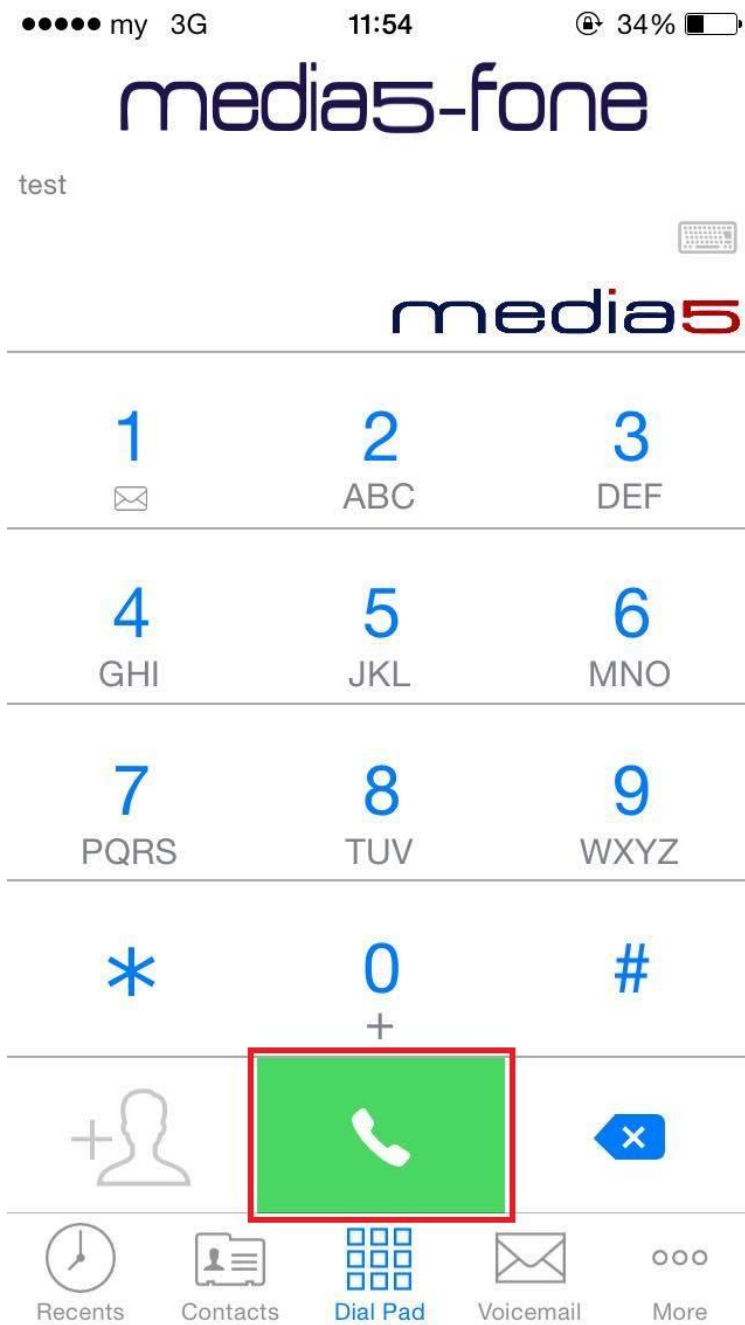 my 3G 11:54 34%
media5-fone
test
media5
1 2 3
ABC DEF
4 5 6
GHI JKL MNO
7 8 9
PQRS TUV WXYZ
* 0 #
+
Recents Contacts Dial Pad Voicemail More